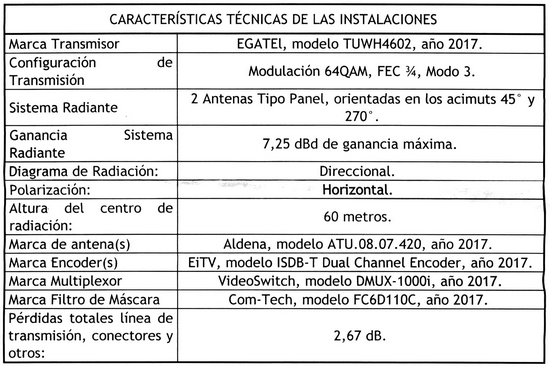 CARACTERÍSTICAS TÉCNICAS DE LAS INSTALACIONES
Marca Transmisor
EGATEl, modelo TUWH4602, año 2017.
Configuración de
Transmisión
Modulación 64QAM, FEC ¾, Modo 3.
Sistema Radiante
2 Antenas Tipo Panel, orientadas en los acimuts 45° y
270°.
Ganancia Sistema
Radiante
7,25 dBd de ganancia máxima.
Diagrama de Radiación:
Direccional.
Polarización:
Horizontal.
Altura del centro de
radiación:
60 metros.
Marca de antena(s)
Aldena, modelo ATU.08.07.420, año 2017.
Marca Encoder(s)
EiTV, modelo ISDB-T Dual Channel Encoder, año 2017.
Marca Multiplexor
VideoSwitch, modelo DMUX-1000i, año 2017.
Marca Filtro de Máscara
Com-Tech, modelo FC6D110C, año 2017.
Pérdidas totales línea de
transmisión, conectores y
otros:
2,67 dB.